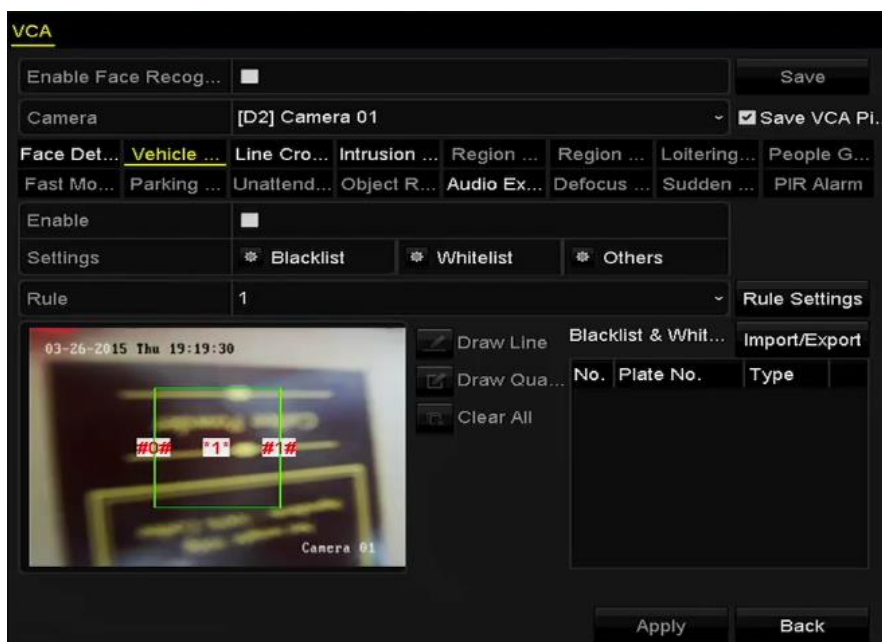 VCA
Enable Face Recog... Save
Camera [D2] Camera 01 Save VCA Pi.
Face Det... Vehicle ... Line Cro... Intrusion ... Region ... Region ... Loitering... People G...
Fast Mo... Parking ... Unattend... Object R... Audio Ex... Defocus ... Sudden ... PIR Alarm
Enable
Settings Blacklist Whitelist Others
Rule 1 Rule Settings
03-26-2015 Thu 19:19:30
#0# *1* #1#
Camera 01
Draw Line
Draw Qua...
Clear All
Blacklist & Whit... Import/Export
No. Plate No. Type
Apply Back